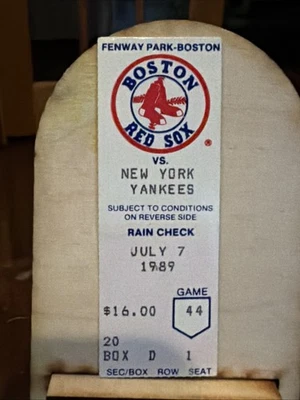 FENWAY PARK-BOSTON
BOSTON
RED SOX
®
VS.
NEW YORK
YANKEES
SUBJECT TO CONDITIONS
ON REVERSE SIDE
RAIN CHECK
JULY 7
1989
GAME
$16.00 44
20
BOX D 1
SEC/BOX ROW SEAT